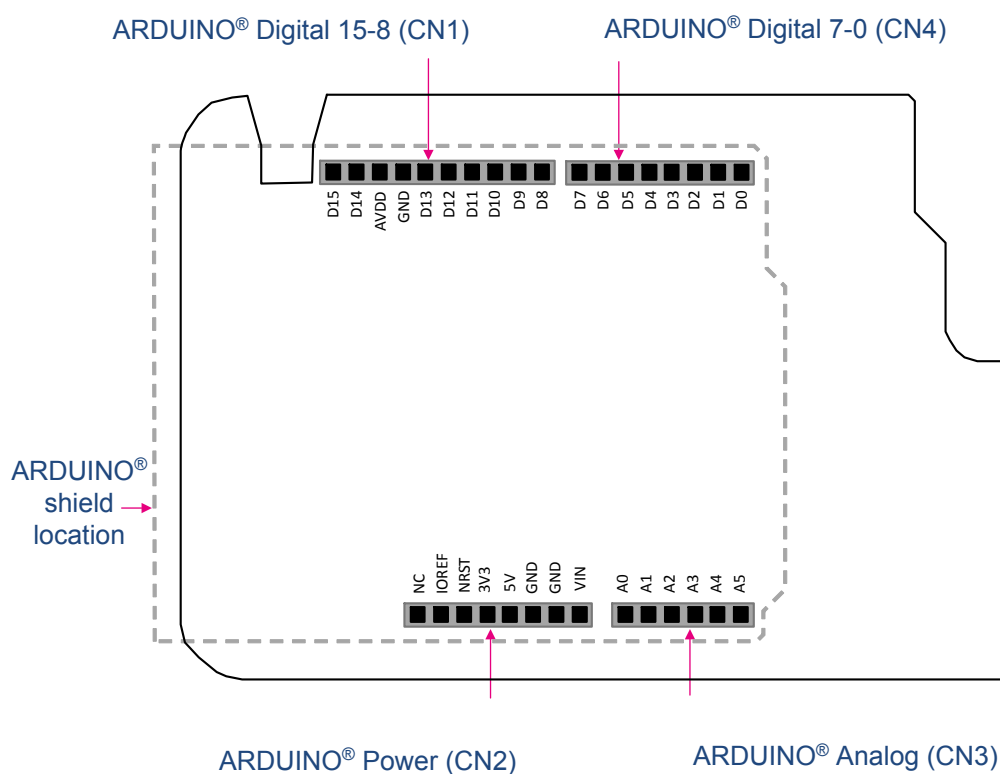 ARDUINO® Digital 15-8 (CN1)
ARDUINO® Digital 7-0 (CN4)
D15
D14
AVDD
GND
D13
D12
D11
D10
D9
D8
D7
D6
D5
D4
D3
D2
D1
D0
ARDUINO®
shield
location
NC
IOREF
NRST
3V3
5V
GND
GND
VIN
A0
A1
A2
A3
A4
A5
ARDUINO® Power (CN2)
ARDUINO® Analog (CN3)